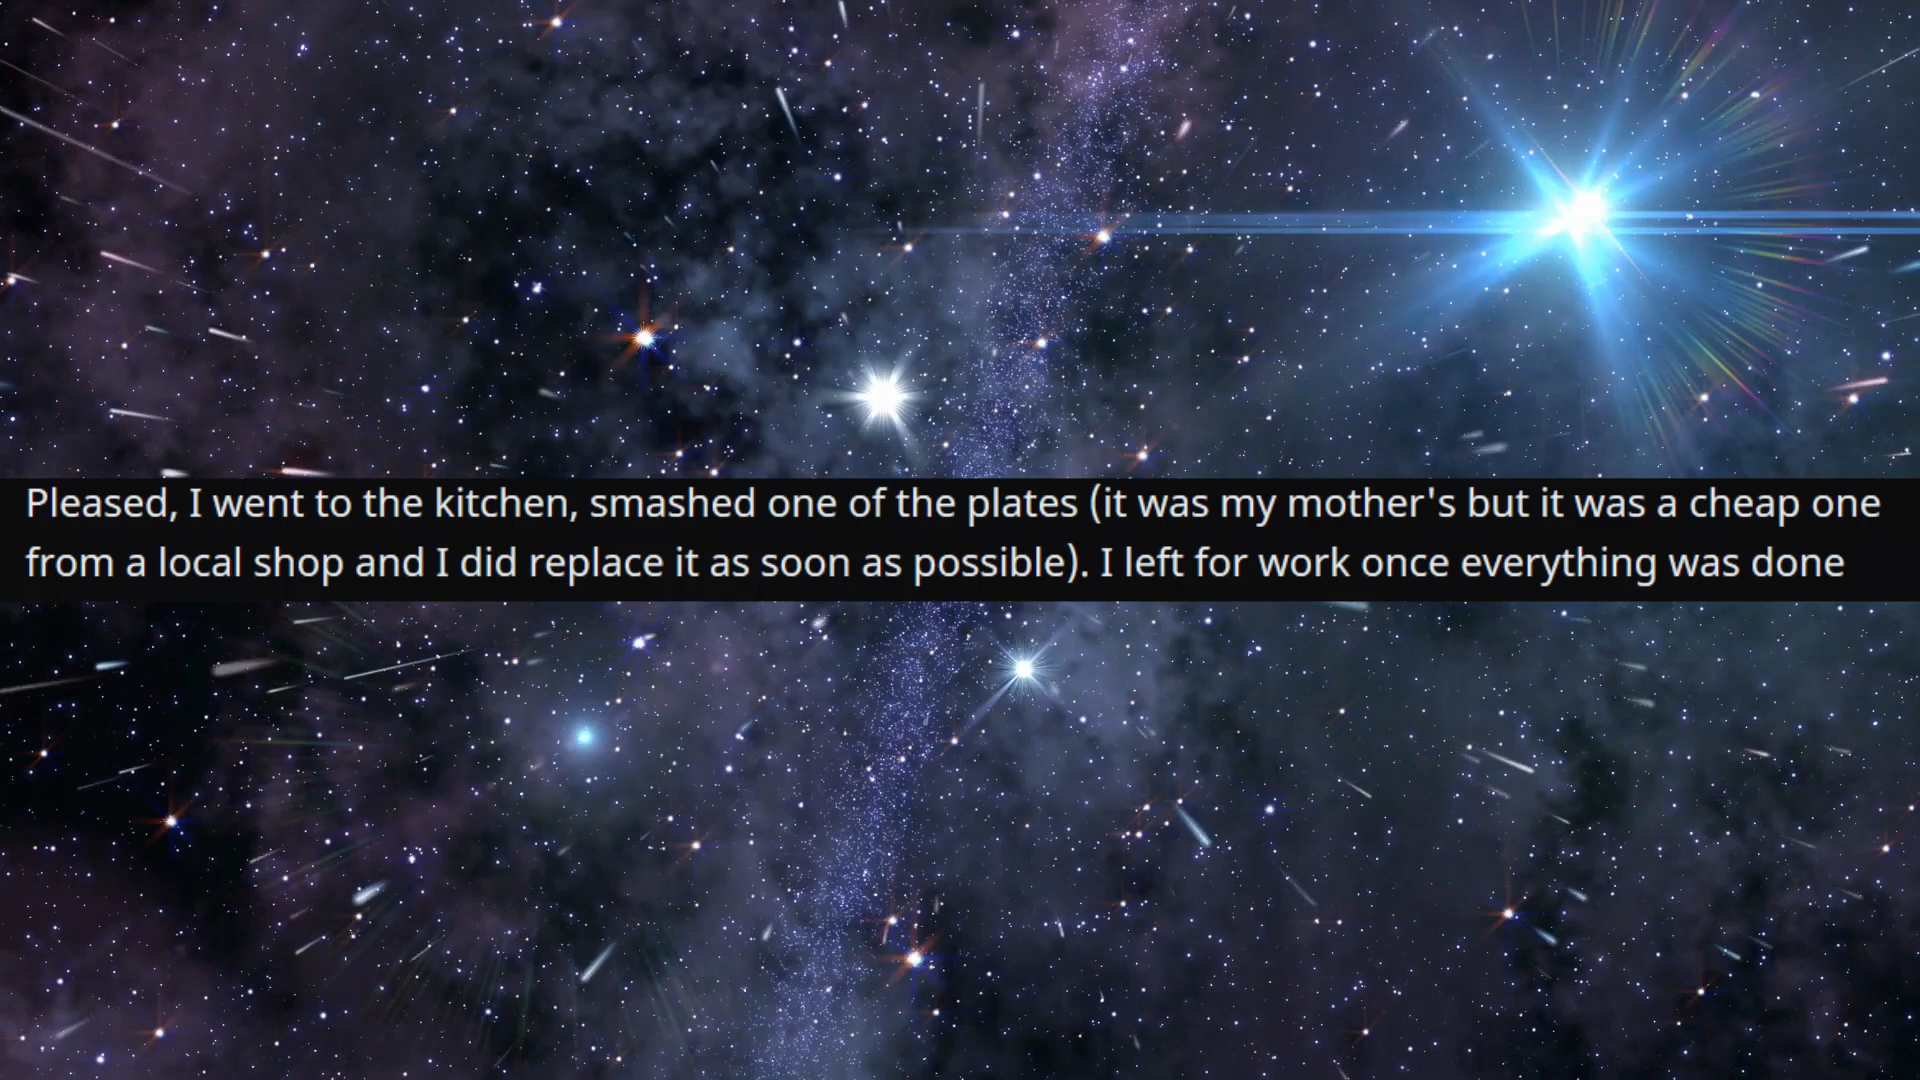 Pleased, I went to the kitchen, smashed one of the plates (it was my mother's but it was a cheap one
from a local shop and I did replace it as soon as possible). I left for work once everything was done